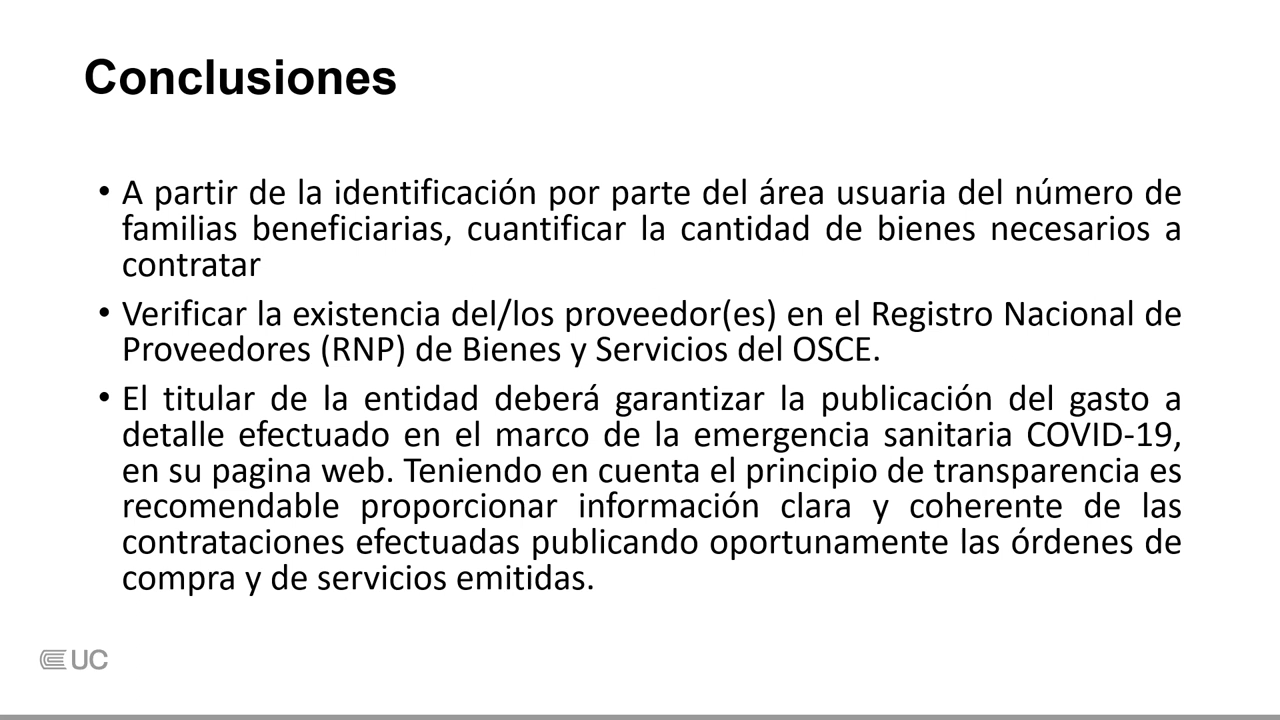 Conclusiones
• A partir de la identificación por parte del área usuaria del número de
familias beneficiarias, cuantificar la cantidad de bienes necesarios a
contratar
• Verificar la existencia del/los proveedor(es) en el Registro Nacional de
Proveedores (RNP) de Bienes y Servicios del OSCE.
• El titular de la entidad deberá garantizar la publicación del gasto a
detalle efectuado en el marco de la emergencia sanitaria COVID-19,
en su pagina web. Teniendo en cuenta el principio de transparencia es
recomendable proporcionar información clara y coherente de las
contrataciones efectuadas publicando oportunamente las órdenes de
compra y de servicios emitidas.
UC